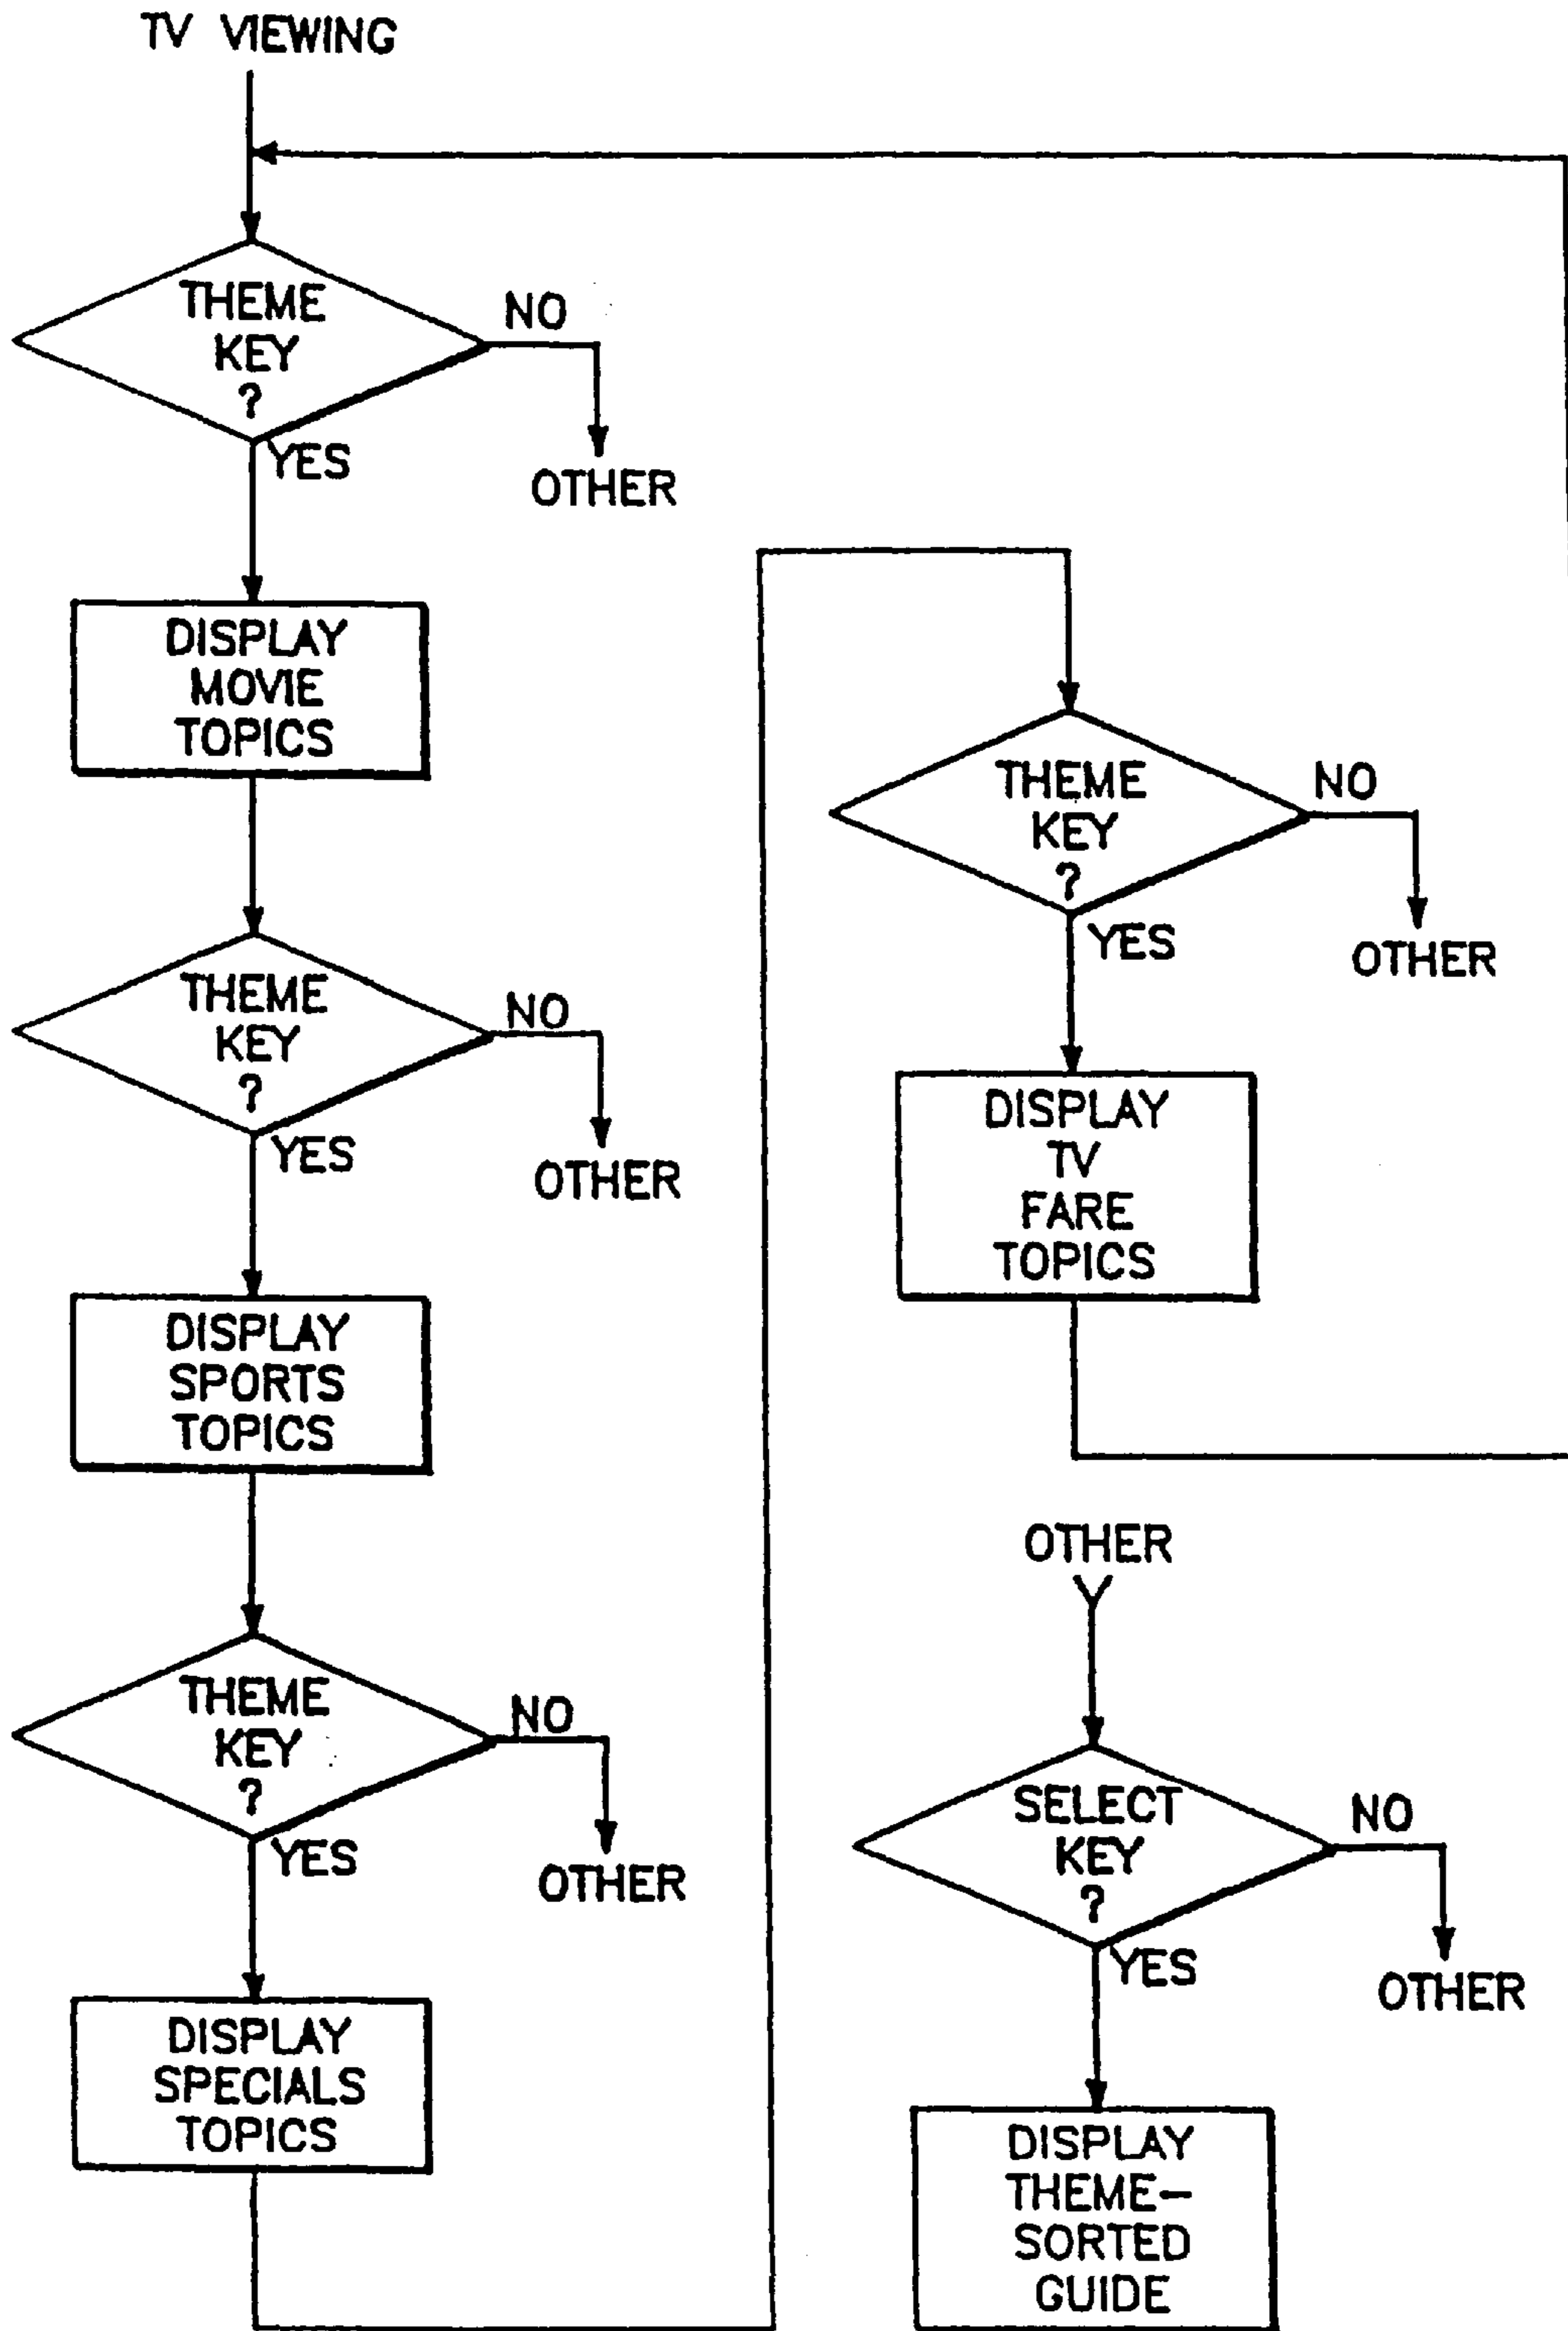 TV VIEWING
THEME
KEY
?
NO
YES
OTHER
DISPLAY
MOVIE
TOPICS
THEME
KEY
?
NO
YES
OTHER
DISPLAY
SPORTS
TOPICS
THEME
KEY
?
NO
YES
OTHER
DISPLAY
SPECIALS
TOPICS
THEME
KEY
?
NO
YES
OTHER
DISPLAY
TV
FARE
TOPICS
OTHER
SELECT
KEY
?
NO
YES
OTHER
DISPLAY
THEME-
SORTED
GUIDE